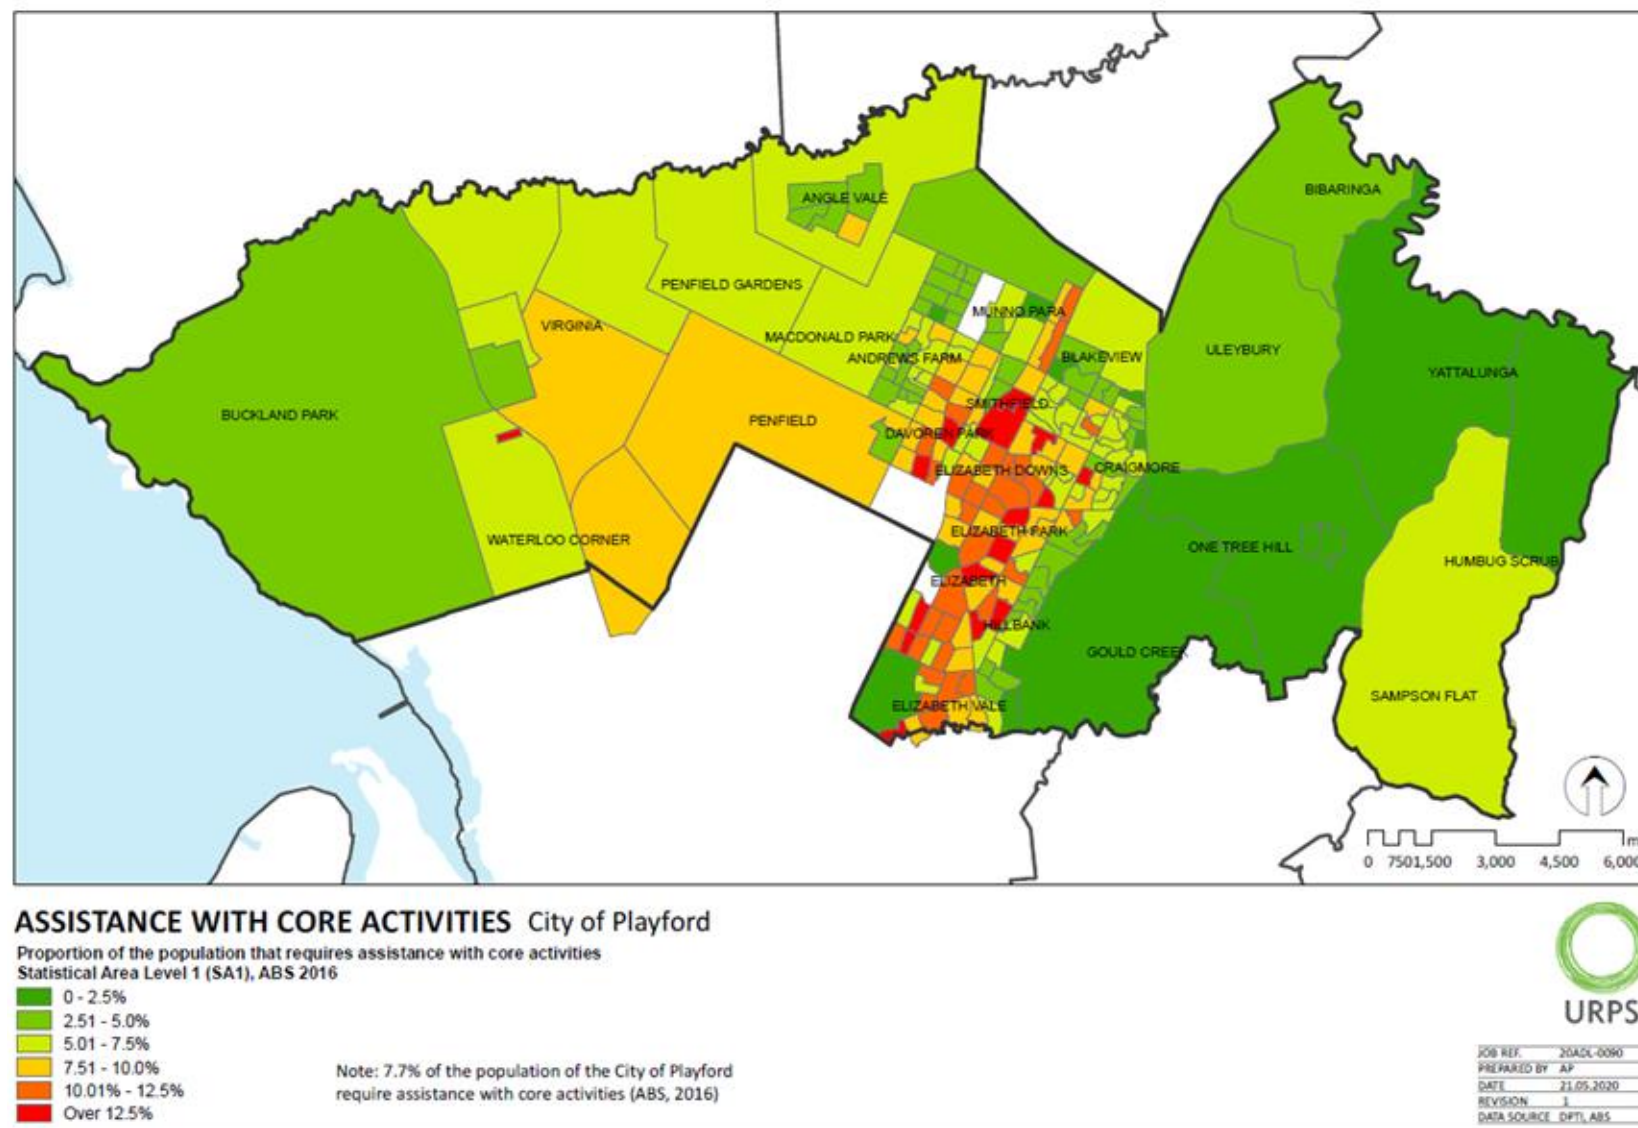 BIBARINGA
ANGLE VALE
PENFIELD GARDENS
MUNNO PARA
VIRGINIA
MACDONALD PARK
ANDREWS FARM
BLAKEVIEW
ULEYBURY
YATTALUNGA
SMITHFIELD
BUCKLAND PARK
PENFIELD
DAVOREN PARK
ELIZABETH DOWNS
CRAIGMORE
ELIZABETH PARK
WATERLOO CORNER
ONE TREE HILL
HUMBUG SCRUB
ELIZABETH
HILLBANK
GOULD CREEK
SAMPSON FLAT
ELIZABETH VALE
m
0 7501,500 3,000 4,500 6,000
ASSISTANCE WITH CORE ACTIVITIES City of Playford
Proportion of the population that requires assistance with core activities
Statistical Area Level 1 (SA1), ABS 2016
0 - 2.5%
2.51 - 5.0%
5.01 - 7.5%
7.51 - 10.0%
10.01% - 12.5%
Over 12.5%
Note: 7.7% of the population of the City of Playford
require assistance with core activities (ABS, 2016)
URPS
JOB REF. 20ADL-0090
PREPARED BY AP
DATE 21.05.2020
REVISION 1
DATA SOURCE DPTI, ABS